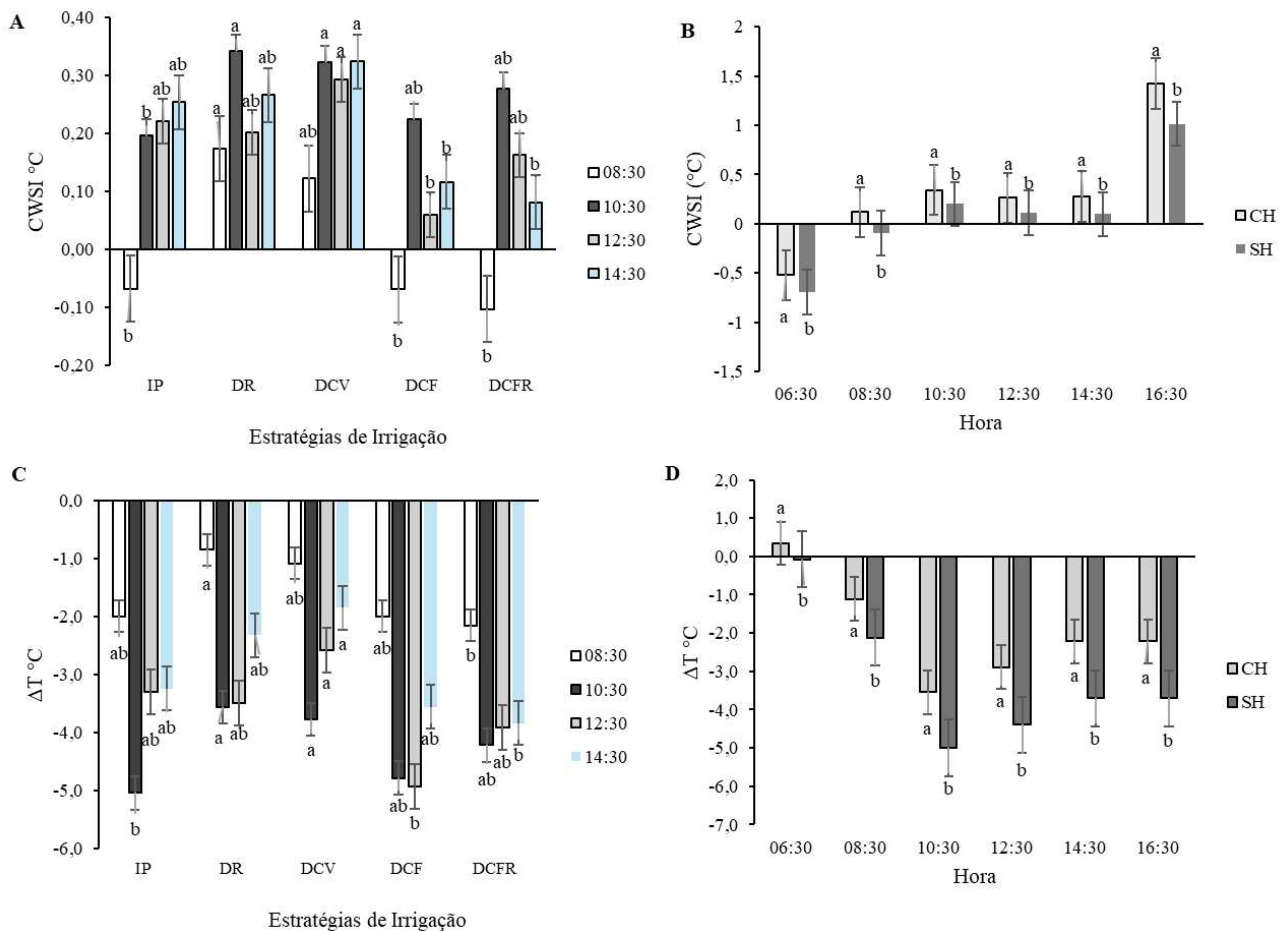 A
CWSI °C
0,40
0,30
0,20
0,10
0,00
-0,10
-0,20
b
b
ab
ab
a
a
ab
ab
ab
a
a
a
b
ab
b
b
b
ab
ab
b
IP DR DCV DCF DCFR
Estratégias de Irrigação
08:30
10:30
12:30
14:30
B
CWSI (°C)
2
1,5
1
0,5
0
-0,5
-1
-1,5
a
b
a
b
a
b
a
b
a
b
a
b
06:30 08:30 10:30 12:30 14:30 16:30
Hora
CH
SH
C
ΔT °C
0,0
-1,0
-2,0
-3,0
-4,0
-5,0
-6,0
ab
b
ab
ab
a
a
ab
ab
ab
a
a
a
ab
ab
b
ab
b
ab
ab
b
IP DR DCV DCF DCFR
Estratégias de Irrigação
08:30
10:30
12:30
14:30
D
ΔT °C
2,0
1,0
0,0
-1,0
-2,0
-3,0
-4,0
-5,0
-6,0
-7,0
a
b
a
b
a
b
a
b
a
b
a
b
06:30 08:30 10:30 12:30 14:30 16:30
Hora
CH
SH